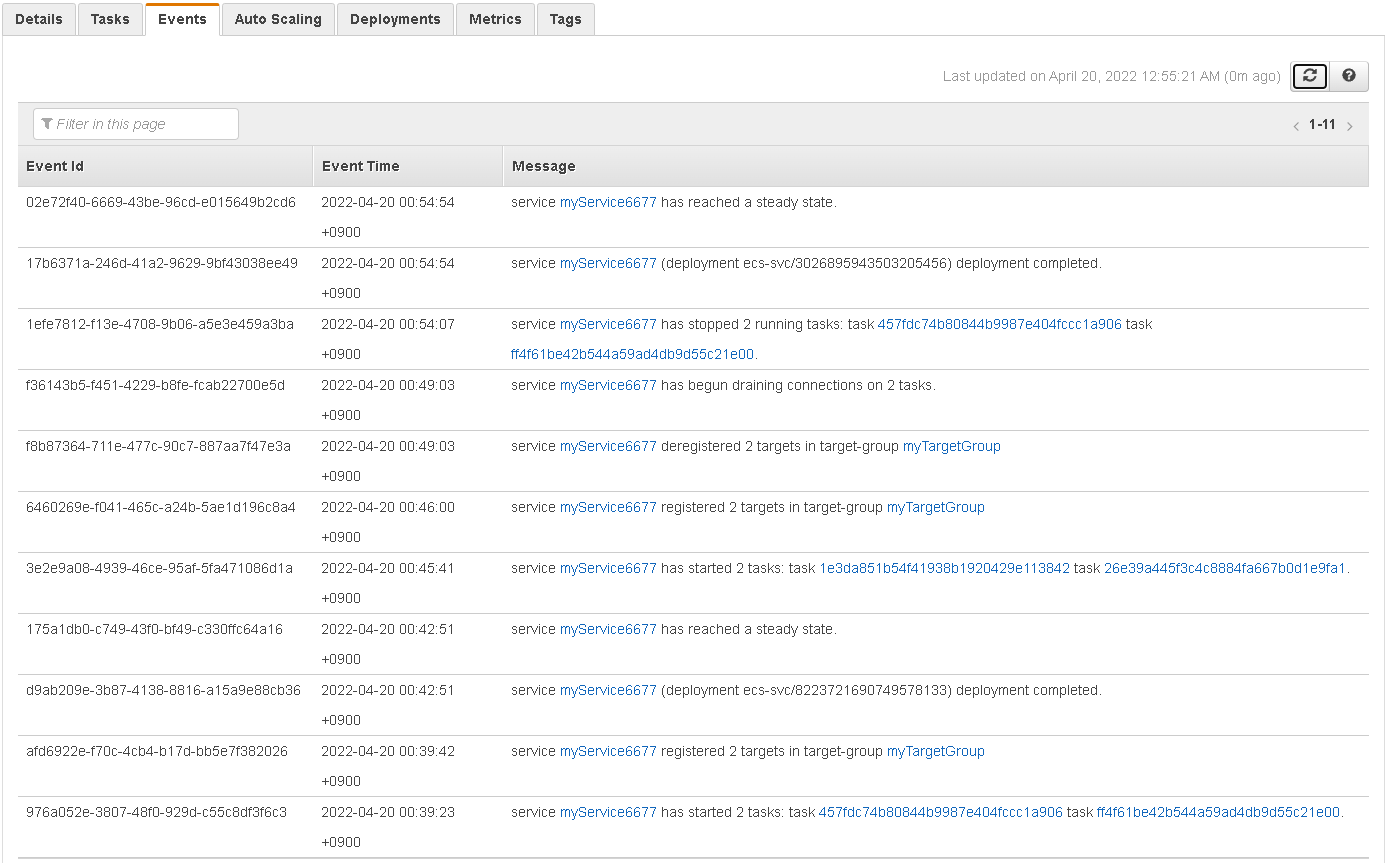 Details Tasks Events Auto Scaling Deployments Metrics Tags
Last updated on April 20, 2022 12:55:21 AM (0m ago)
Filter in this page
1-11
Event Id Event Time Message
02e72f40-6669-43be-96cd-e015649b2cd6 2022-04-20 00:54:54 service myService6677 has reached a steady state.
+0900
17b6371a-246d-41a2-9629-9bf43038ee49 2022-04-20 00:54:54 service myService6677 (deployment ecs-svc/3026895943503205456) deployment completed.
+0900
1efe7812-f13e-4708-9b06-a5e3e459a3ba 2022-04-20 00:54:07 service myService6677 has stopped 2 running tasks: task 457fdc74b80844b9987e404fccc1a906 task
+0900 ff4f61be42b544a59ad4db9d55c21e00.
f36143b5-f451-4229-b8fe-fcab22700e5d 2022-04-20 00:49:03 service myService6677 has begun draining connections on 2 tasks.
+0900
f8b87364-711e-477c-90c7-887aa7f47e3a 2022-04-20 00:49:03 service myService6677 deregistered 2 targets in target-group myTargetGroup
+0900
6460269e-f041-465c-a24b-5ae1d196c8a4 2022-04-20 00:46:00 service myService6677 registered 2 targets in target-group myTargetGroup
+0900
3e2e9a08-4939-46ce-95af-5fa471086d1a 2022-04-20 00:45:41 service myService6677 has started 2 tasks: task 1e3da851b54f41938b1920429e113842 task 26e39a445f3c4c8884fa667b0d1e9fa1.
+0900
175a1db0-c749-43f0-bf49-c330ffc64a16 2022-04-20 00:42:51 service myService6677 has reached a steady state.
+0900
d9ab209e-3b87-4138-8816-a15a9e88cb36 2022-04-20 00:42:51 service myService6677 (deployment ecs-svc/8223721690749578133) deployment completed.
+0900
afd6922e-f70c-4cb4-b17d-bb5e7f382026 2022-04-20 00:39:42 service myService6677 registered 2 targets in target-group myTargetGroup
+0900
976a052e-3807-48f0-929d-c55c8df3f6c3 2022-04-20 00:39:23 service myService6677 has started 2 tasks: task 457fdc74b80844b9987e404fccc1a906 task ff4f61be42b544a59ad4db9d55c21e00.
+0900